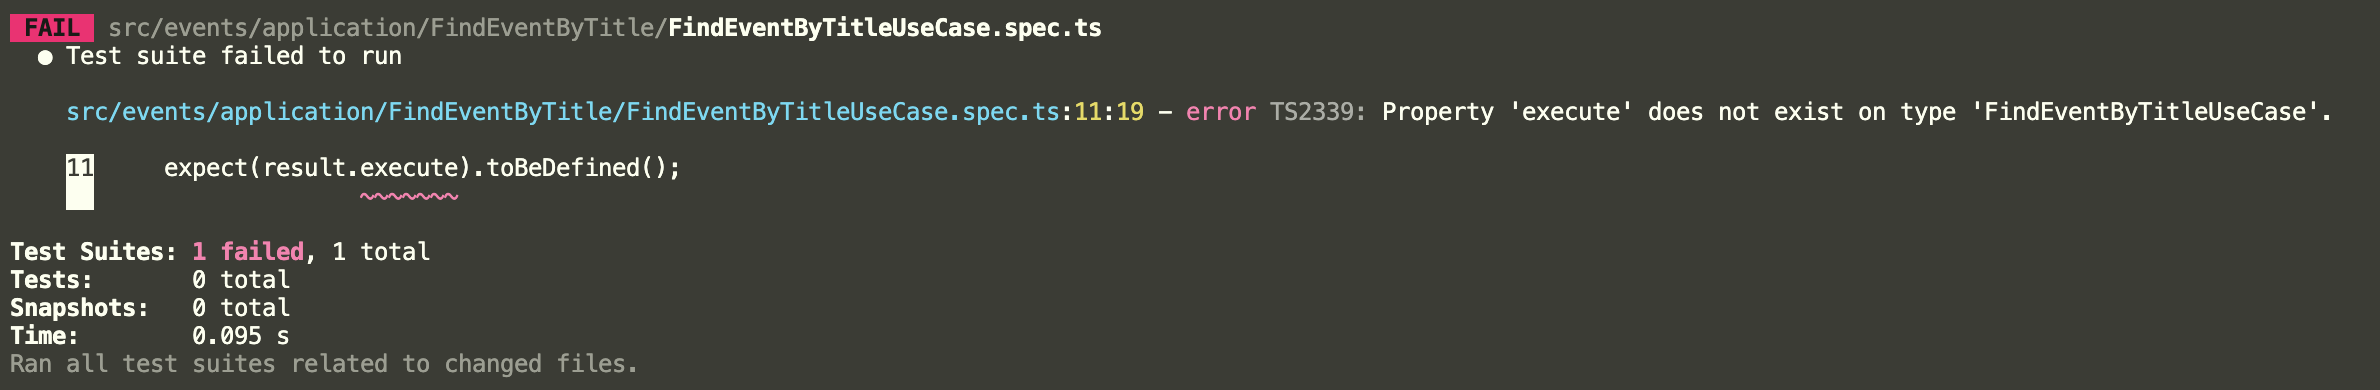 FAIL src/events/application/FindEventByTitle/FindEventByTitleUseCase.spec.ts
● Test suite failed to run
src/events/application/FindEventByTitle/FindEventByTitleUseCase.spec.ts:11:19 - error TS2339: Property 'execute' does not exist on type 'FindEventByTitleUseCase'.
11 expect(result.execute).toBeDefined();
~~~~~~~
Test Suites: 1 failed, 1 total
Tests: 0 total
Snapshots: 0 total
Time: 0.095 s
Ran all test suites related to changed files.